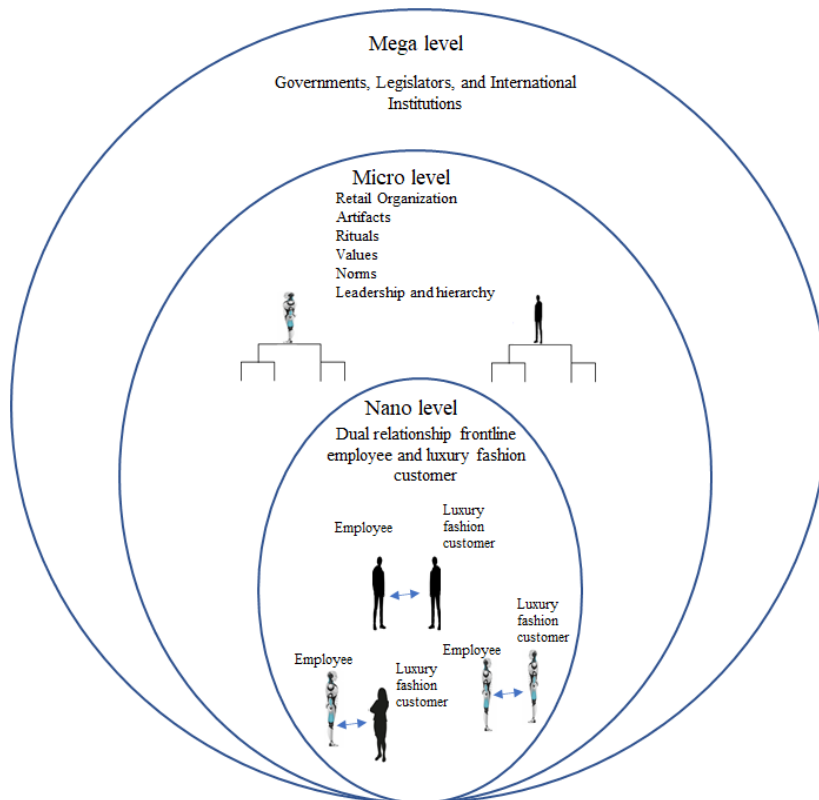 Mega level
Governments, Legislators, and International
Institutions
Micro level
Retail Organization
Artifacts
Rituals
Values
Norms
Leadership and hierarchy
Nano level
Dual relationship frontline
employee and luxury fashion
customer
Employee
Luxury
fashion
customer
Employee
Luxury
fashion
customer
Employee
Luxury
fashion
customer